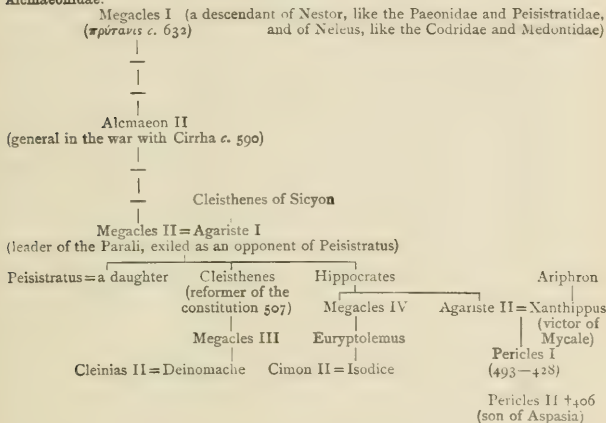 Alcmaeonidae.
Megacles I (a descendant of Nestor, like the Paeonidae and Peisistratidae,
(πρύτανις c. 632) and of Neleus, like the Codridae and Medontidae)
Alcmaeon II
(general in the war with Cirrha c. 590)
Cleisthenes of Sicyon
Megacles II = Agariste I
(leader of the Parali, exiled as an opponent of Peisistratus)
Peisistratus = a daughter Cleisthenes Hippocrates Ariphron
(reformer of the
constitution 507) Megacles IV Agariste II = Xanthippus
(victor of
Megacles III Euryptolemus Mycale)
Pericles I
Cleinias II = Deinomache Cimon II = Isodice (493—428)
Pericles II †406
(son of Aspasia)